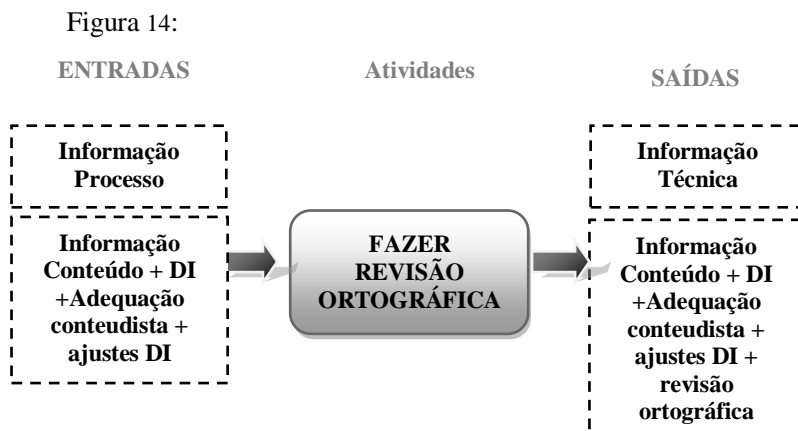 Figura 14:
ENTRADAS
Atividades
SAÍDAS
Informação
Processo
Informação
Conteúdo + DI
+Adequação
conteudista +
ajustes DI
FAZER
REVISÃO
ORTOGRÁFICA
Informação
Técnica
Informação
Conteúdo + DI
+Adequação
conteudista +
ajustes DI +
revisão
ortográfica